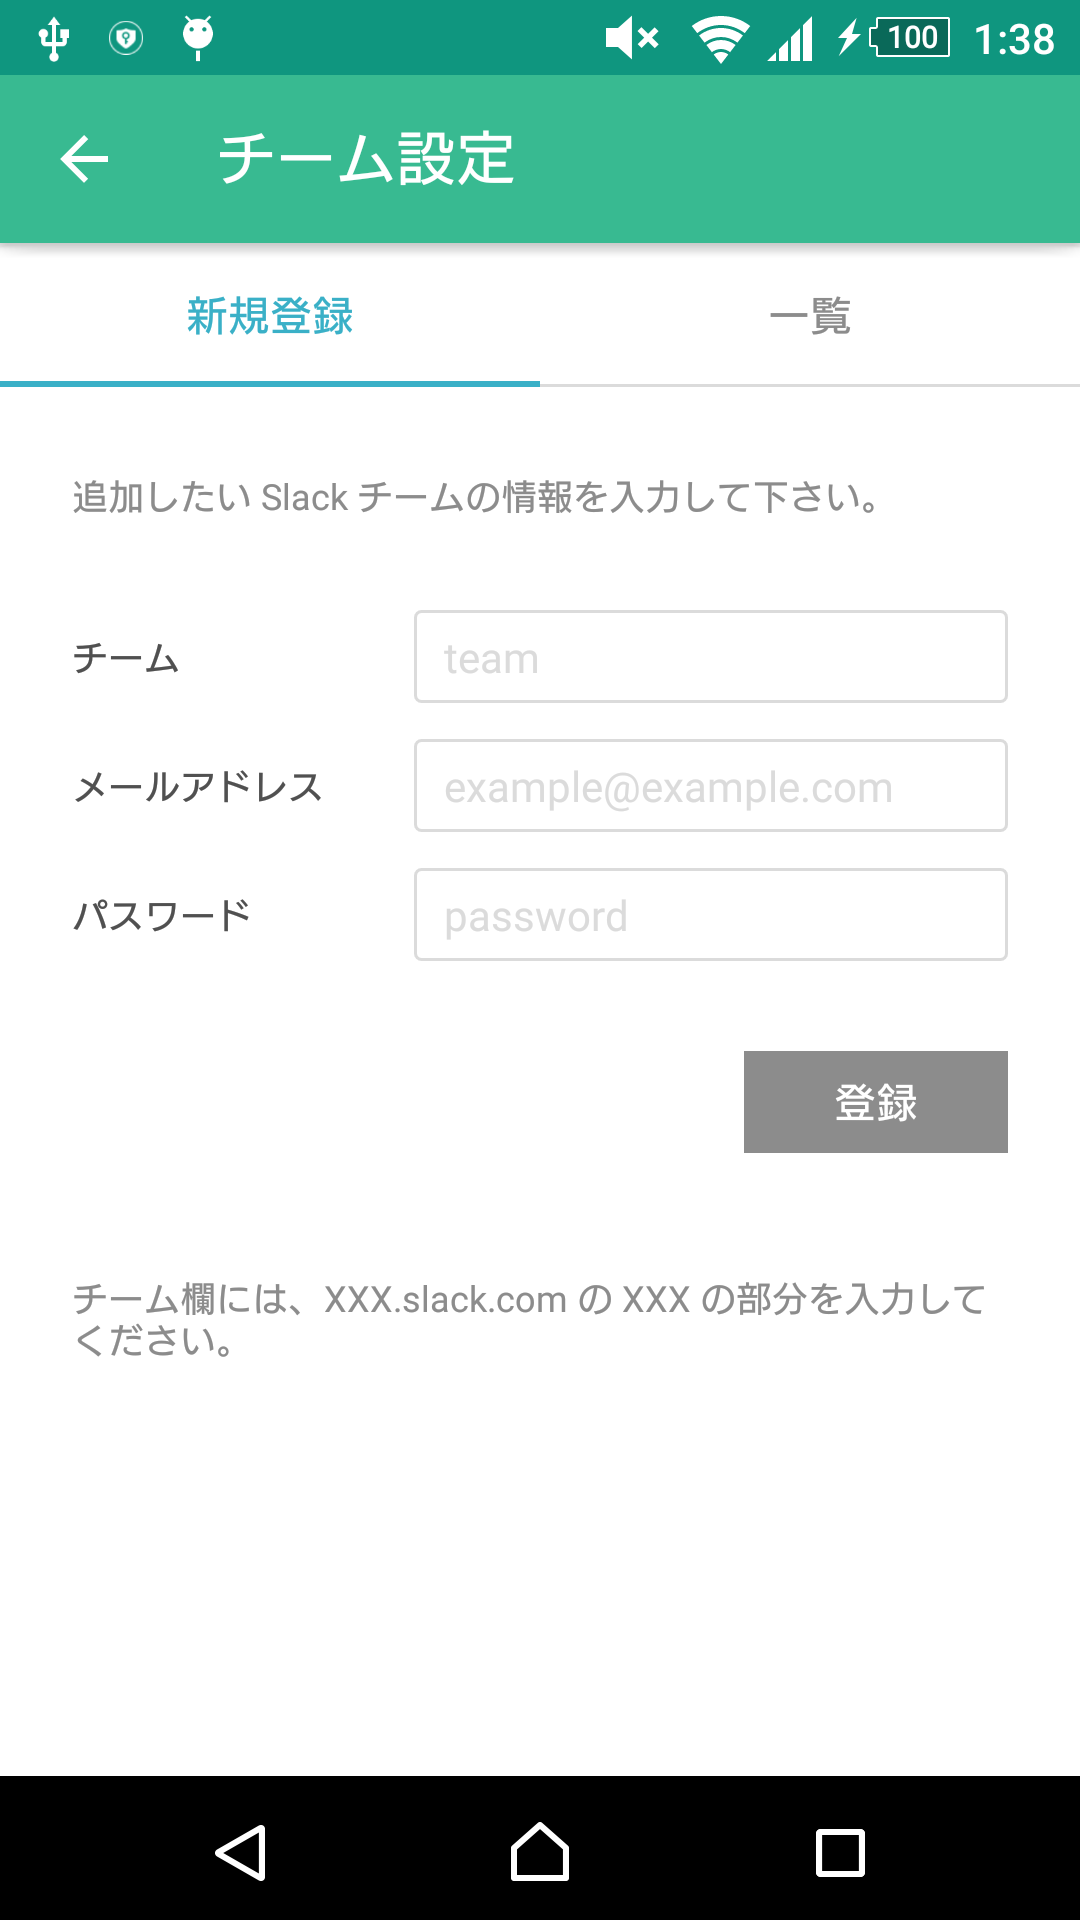 100 1:38
チーム設定
新規登録 一覧
追加したい Slack チームの情報を入力して下さい。
チーム team
メールアドレス example@example.com
パスワード password
登録
チーム欄には、XXX.slack.com の XXX の部分を入力して
ください。